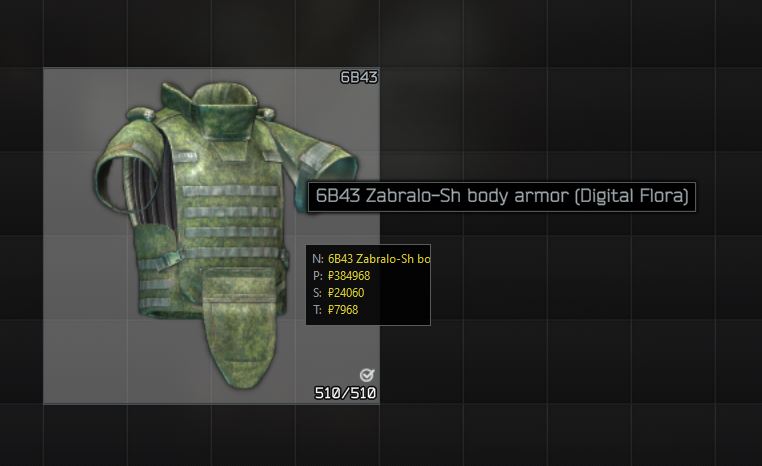 6B43
6B43 Zabralo-Sh body armor (Digital Flora)
N: 6B43 Zabralo-Sh bo
P: ₽384968
S: ₽24060
T: ₽7968
510/510